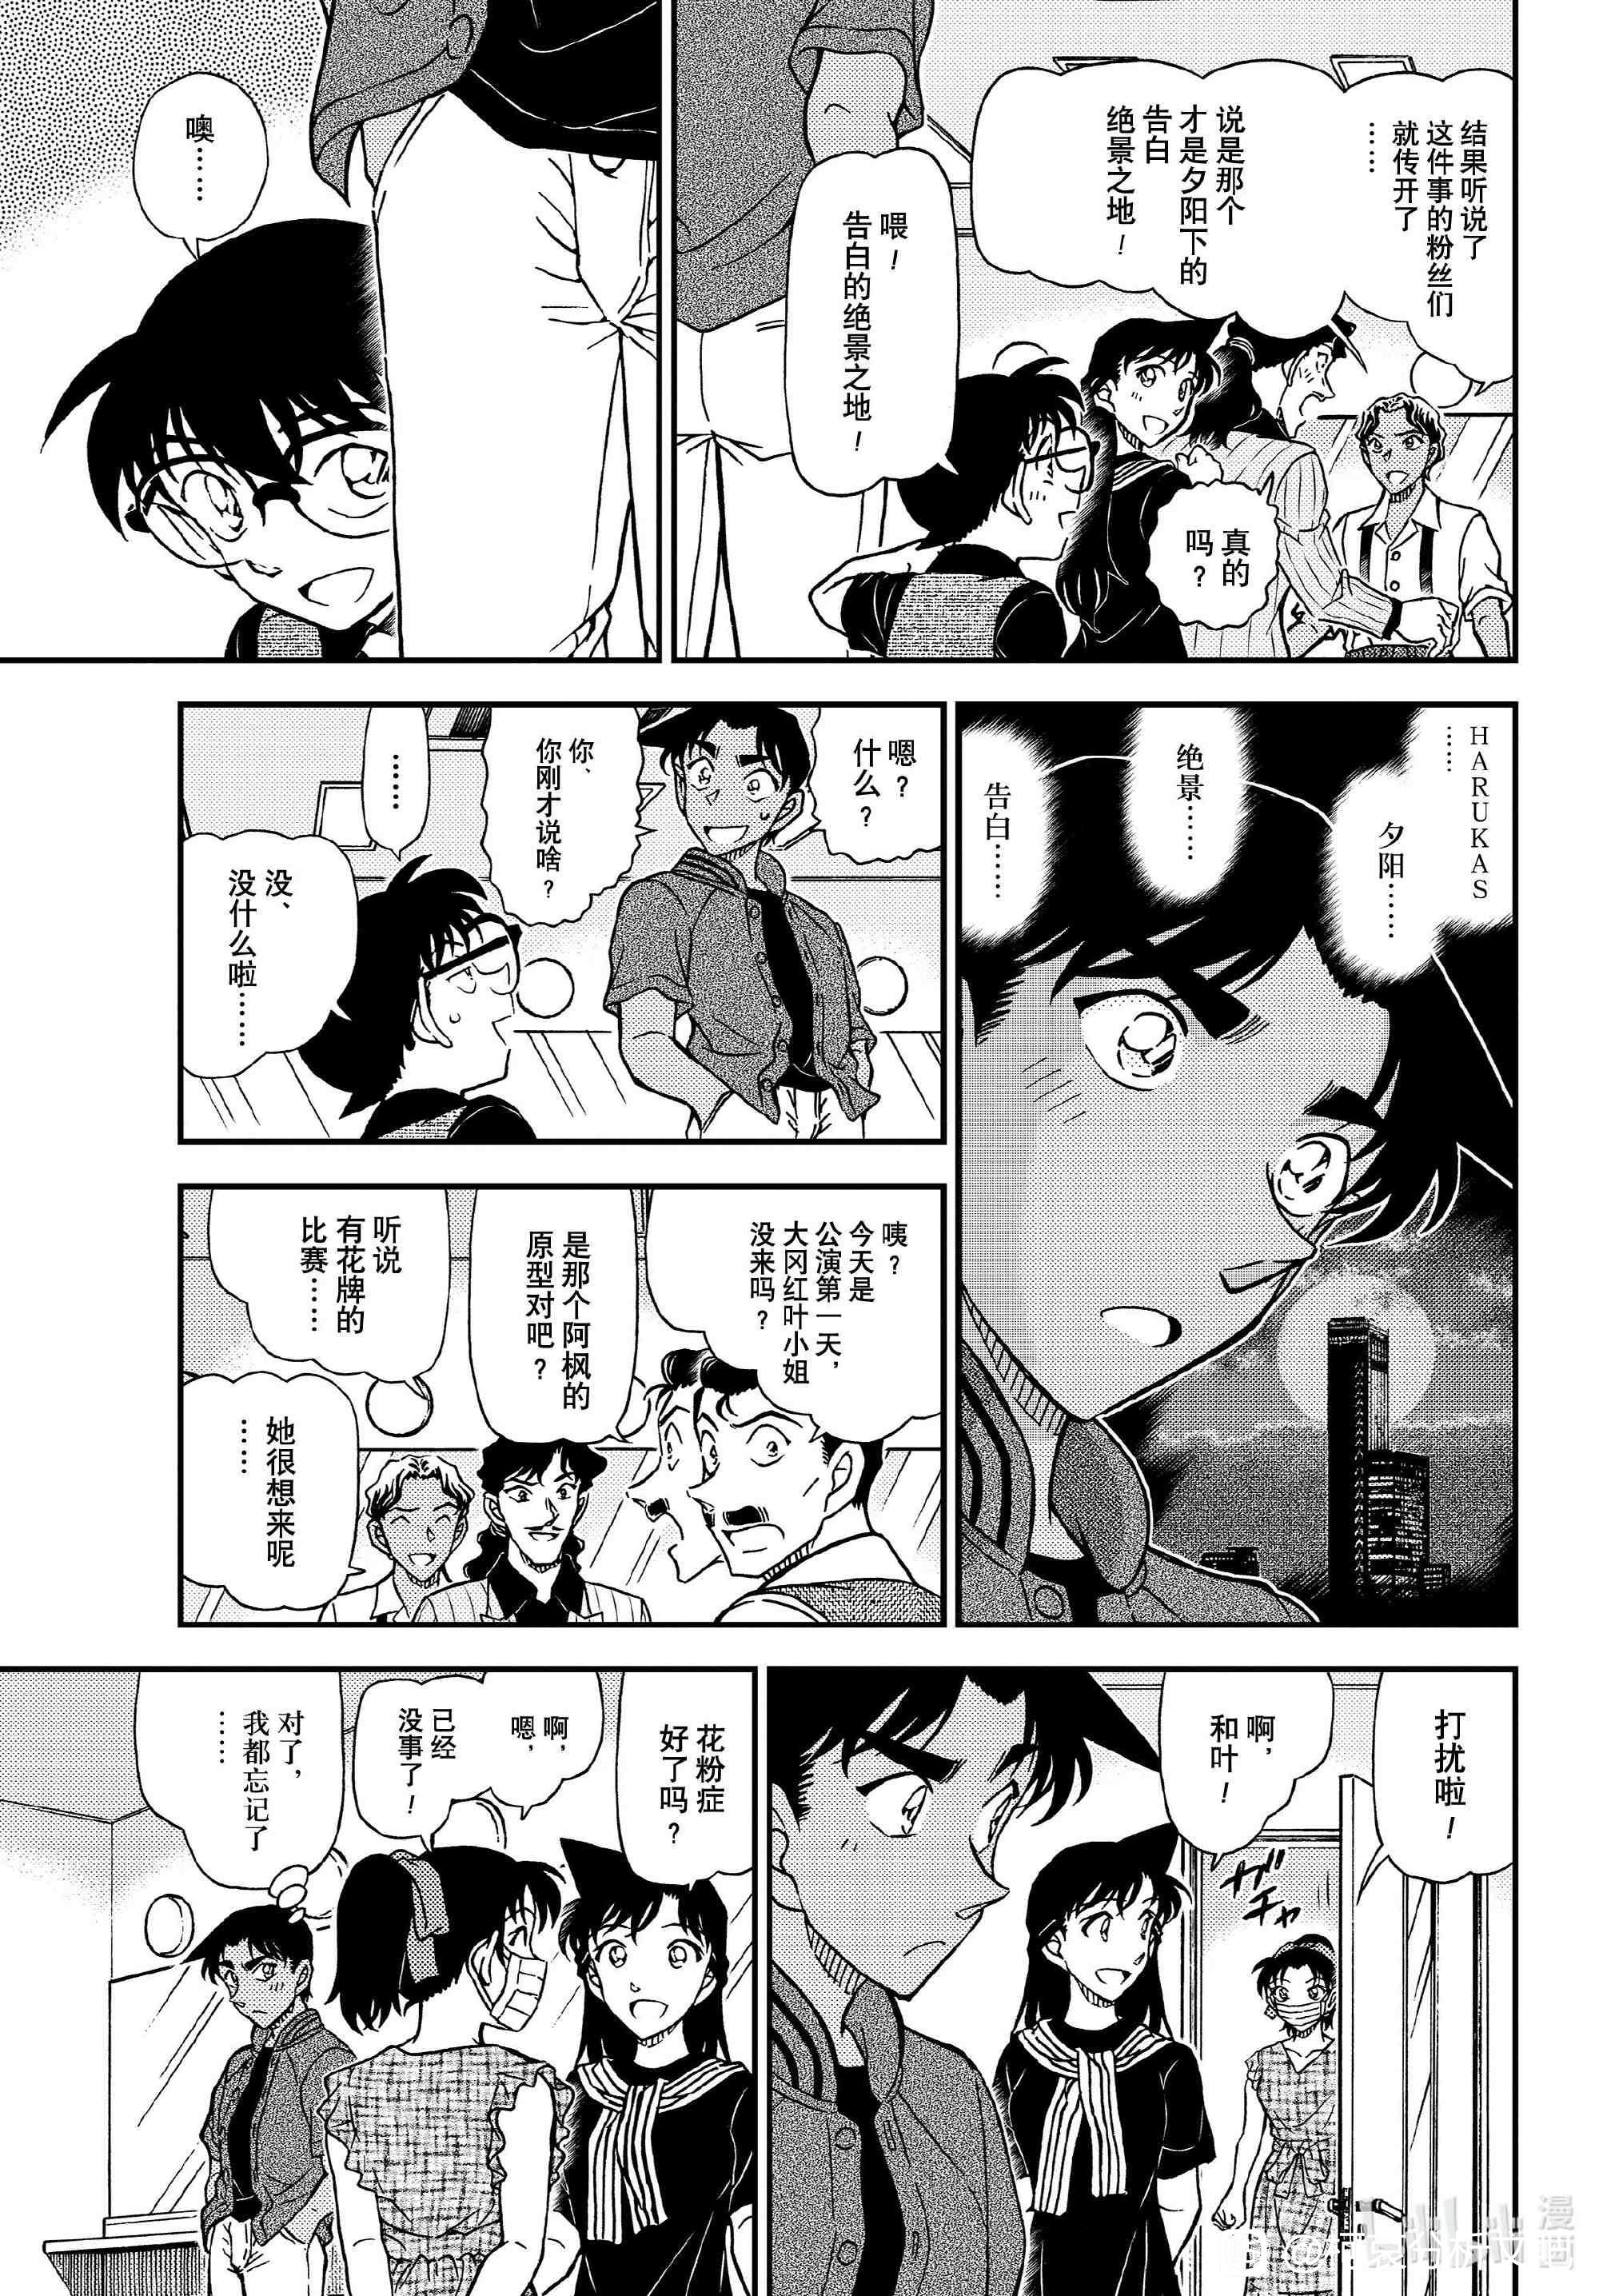 结果听说了
这件事的粉丝们
就传开了
……
说是那个
才是夕阳下的
告白
绝景之地！
真的
吗？
喂！
告白的绝景之地！
噢……
HARUKAS
……
夕阳……
绝景……
告白……
嗯？
什么？
你、
你刚才说啥？
……
没、
没什么啦……
咦？
今天是
公演第一天，
大冈红叶小姐
没来吗？
是那个阿枫的
原型对吧？
听说
有花牌的
比赛……
她很想来呢
……
打扰啦！
ガチャ
啊，
和叶！
花粉症
好了吗？
啊，
嗯，
已经
没事了！
对了，
我都忘记了
……
漫画